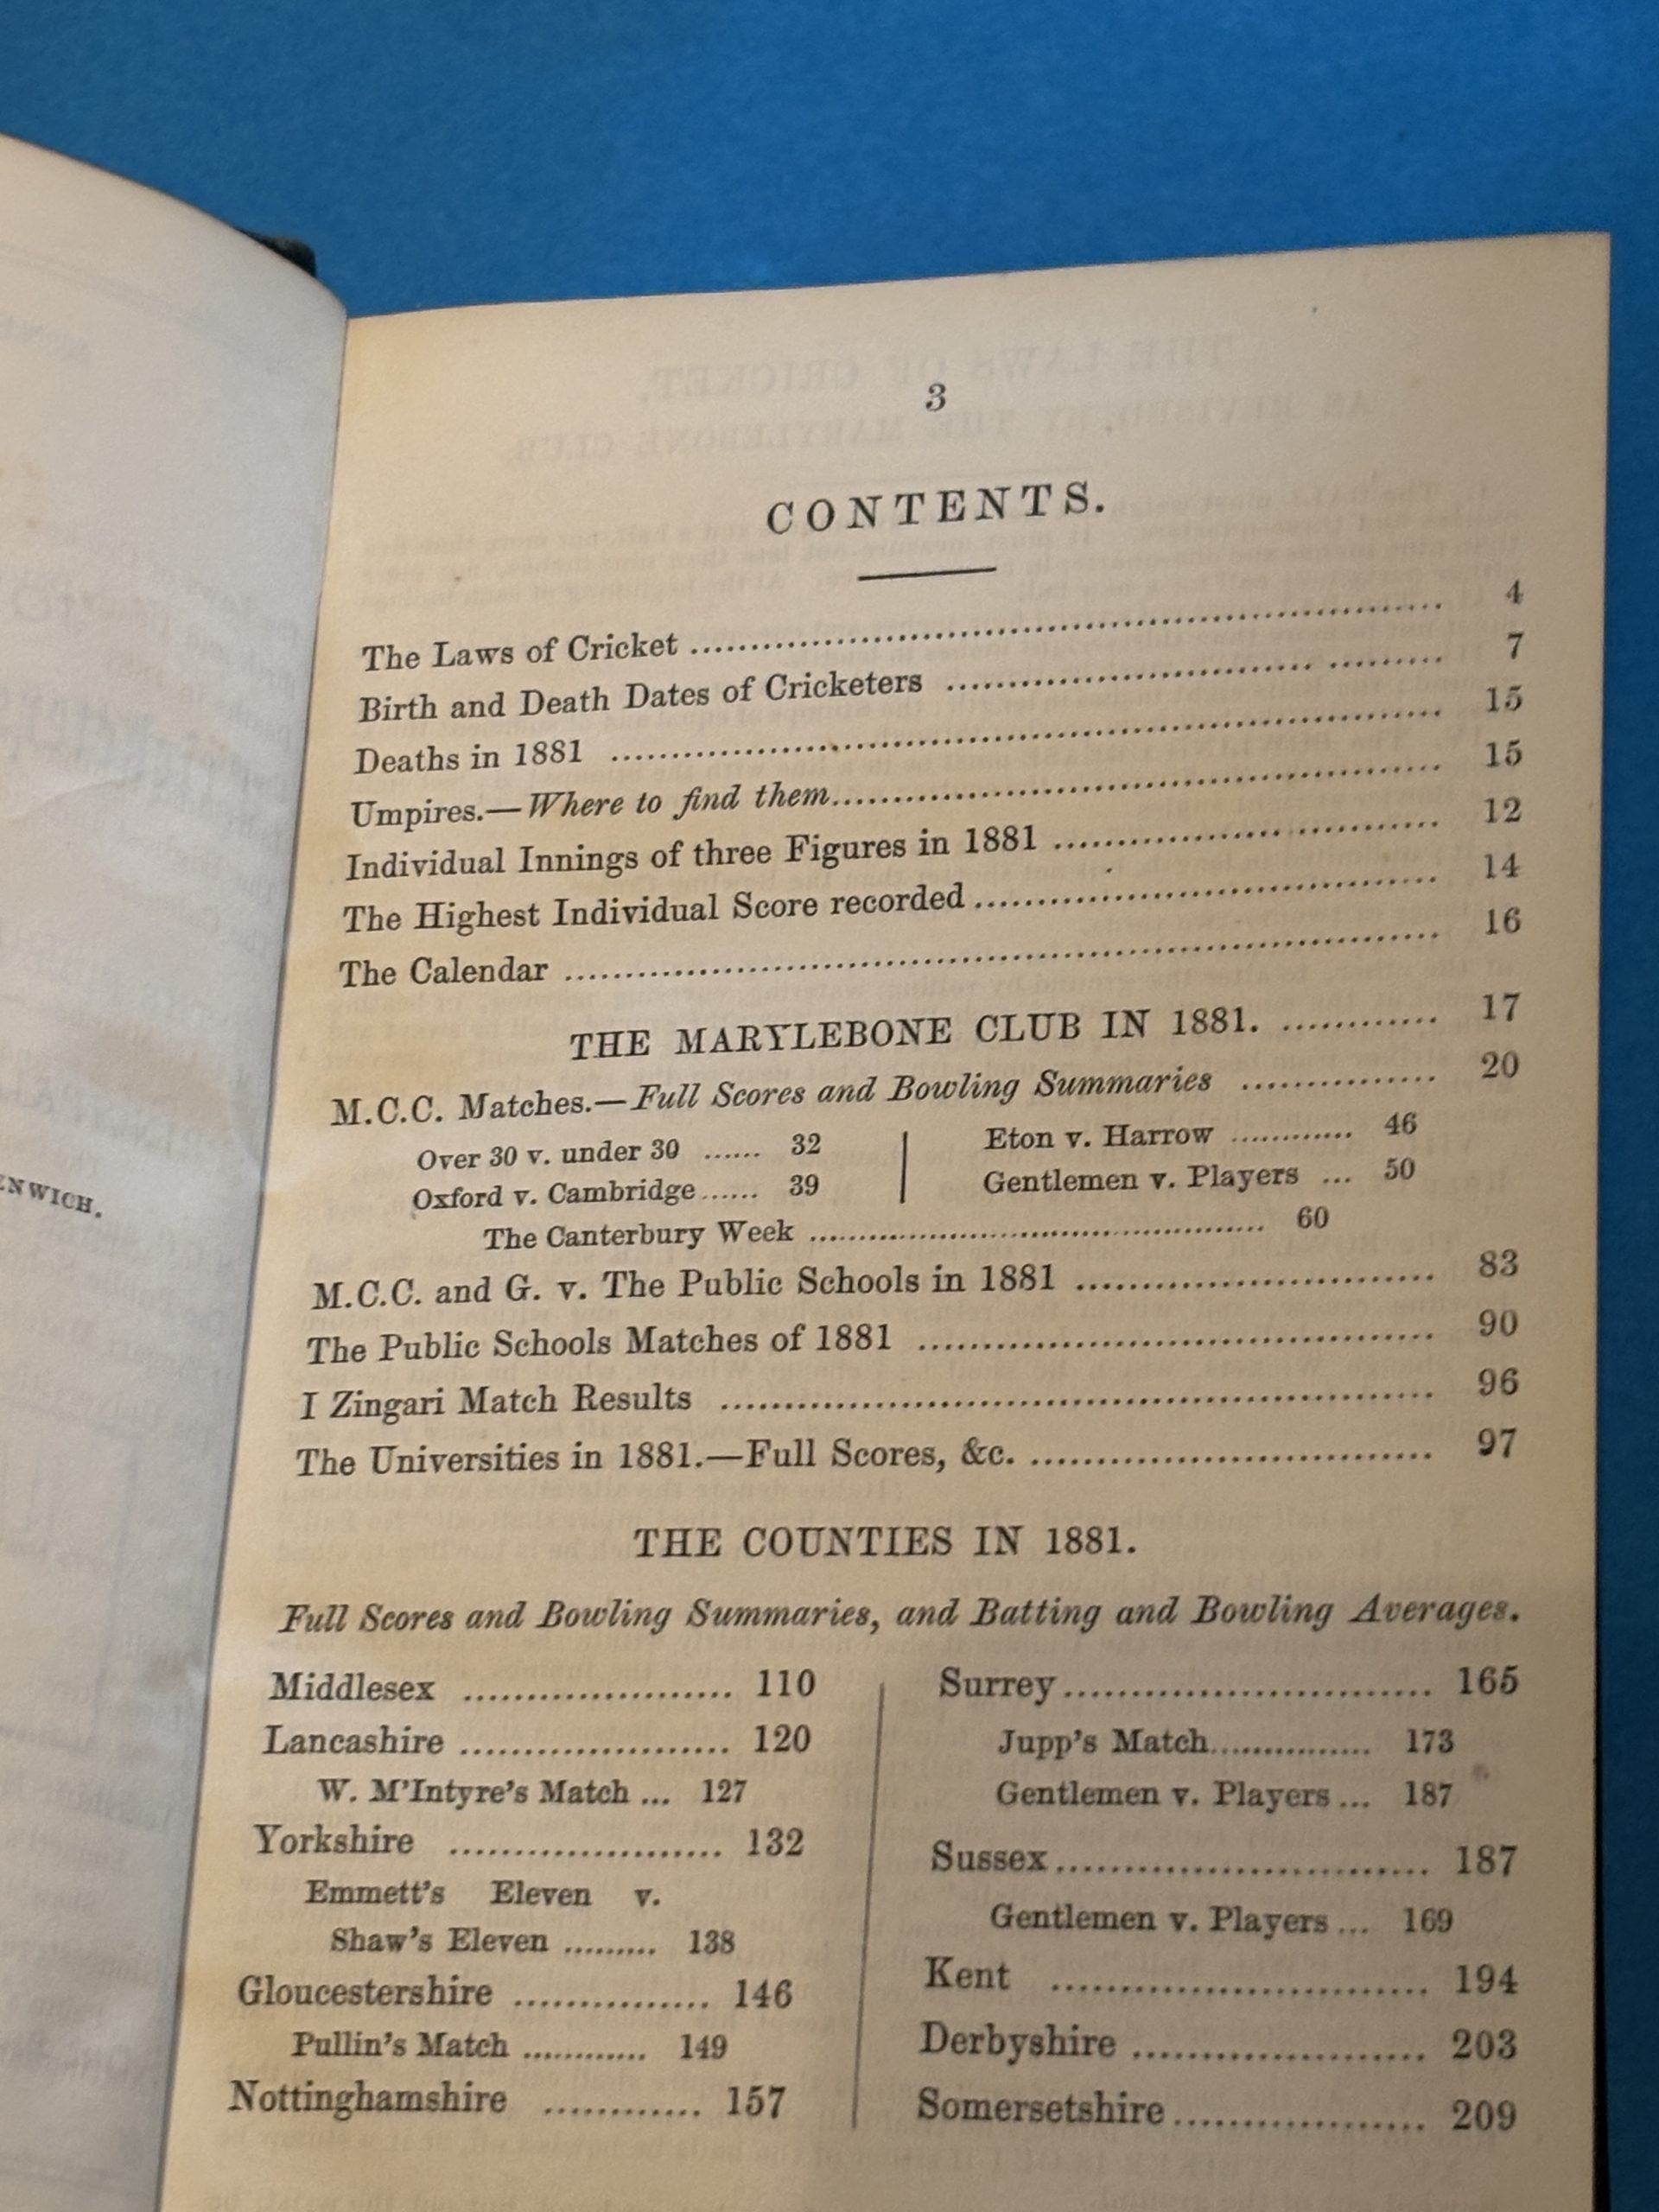 ENWICH.
3
CONTENTS.
The Laws of Cricket ........ 4
Birth and Death Dates of Cricketers ........ 7
Deaths in 1881 ........ 15
Umpires.—Where to find them ........ 15
Individual Innings of three Figures in 1881 ........ 12
The Highest Individual Score recorded ........ 14
The Calendar ........ 16
THE MARYLEBONE CLUB IN 1881. ........ 17
M.C.C. Matches.—Full Scores and Bowling Summaries ........ 20
Over 30 v. under 30 ...... 32
Oxford v. Cambridge ...... 39
Eton v. Harrow ........ 46
Gentlemen v. Players ... 50
The Canterbury Week ........ 60
M.C.C. and G. v. The Public Schools in 1881 ........ 83
The Public Schools Matches of 1881 ........ 90
I Zingari Match Results ........ 96
The Universities in 1881.—Full Scores, &c. ........ 97
THE COUNTIES IN 1881.
Full Scores and Bowling Summaries, and Batting and Bowling Averages.
Middlesex ........ 110
Lancashire ........ 120
W. M'Intyre's Match ... 127
Yorkshire ........ 132
Emmett's Eleven v.
Shaw's Eleven ........ 138
Gloucestershire ........ 146
Pullin's Match ........ 149
Nottinghamshire ........ 157
Surrey ........ 165
Jupp's Match ........ 173
Gentlemen v. Players ... 187
Sussex ........ 187
Gentlemen v. Players ... 169
Kent ........ 194
Derbyshire ........ 203
Somersetshire ........ 209